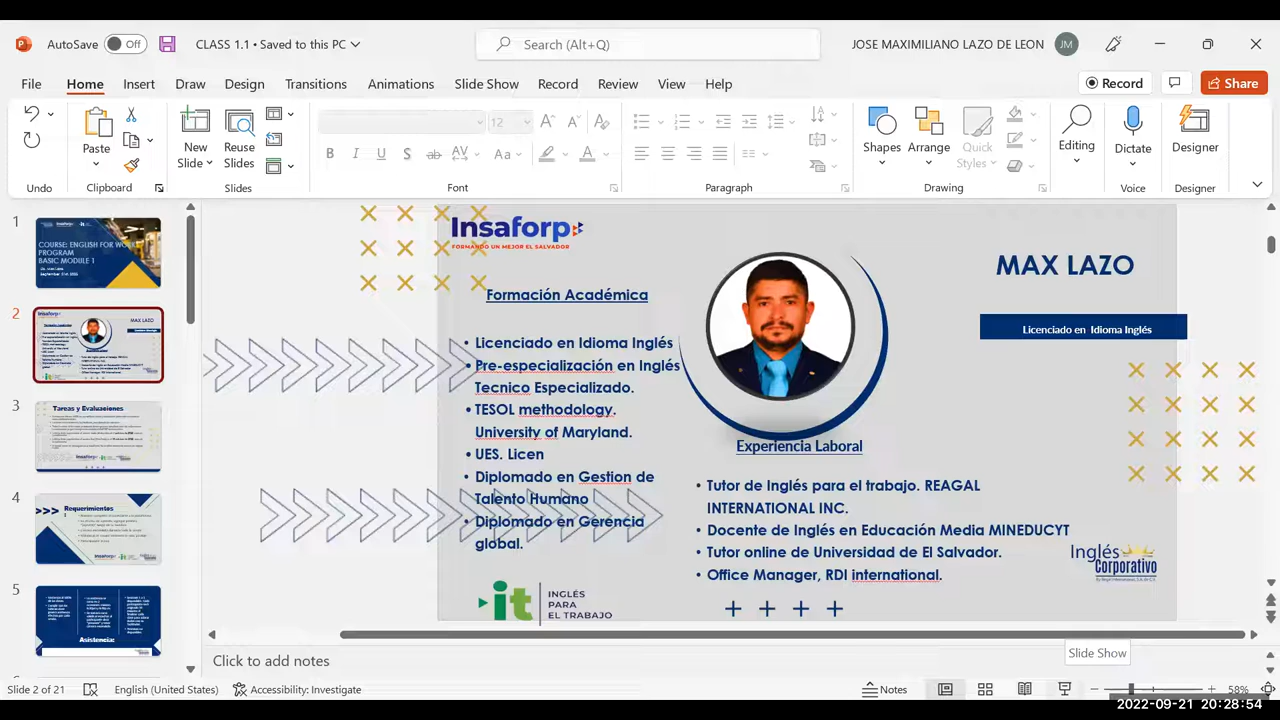 AutoSave Off CLASS 1.1 • Saved to this PC
Search (Alt+Q)
JOSE MAXIMILIANO LAZO DE LEON JM
File Home Insert Draw Design Transitions Animations Slide Show Record Review View Help
Record
Share
Paste
New
Slide
Reuse
Slides
Shapes
Arrange
Quick
Styles
Editing
Dictate
Designer
Undo
Clipboard
Slides
Font
Paragraph
Drawing
Voice
Designer
1
COURSE: ENGLISH FOR WORK
PROGRAM
BASIC MODULE 1
2
3
Tareas y Evaluaciones
4
Requerimientos
5
Asistencia:
Insaforp
FORMANDO UN MEJOR EL SALVADOR
MAX LAZO
Licenciado en Idioma Inglés
Formación Académica
• Licenciado en Idioma Inglés
• Pre-especialización en Inglés
Tecnico Especializado.
• TESOL methodology.
University of Maryland.
• UES. Licen
• Diplomado en Gestion de
Talento Humano
• Diplomado en Gerencia
global.
Experiencia Laboral
• Tutor de Inglés para el trabajo. REAGAL
INTERNATIONAL INC.
• Docente de Inglés en Educación Media MINEDUCYT
• Tutor online de Universidad de El Salvador.
• Office Manager, RDI international.
it
INGLÉS
PARA
EL TRABAJO
Inglés
Corporativo
Click to add notes
Slide Show
Slide 2 of 21
English (United States)
Accessibility: Investigate
Notes
58%
2022-09-21 20:28:54